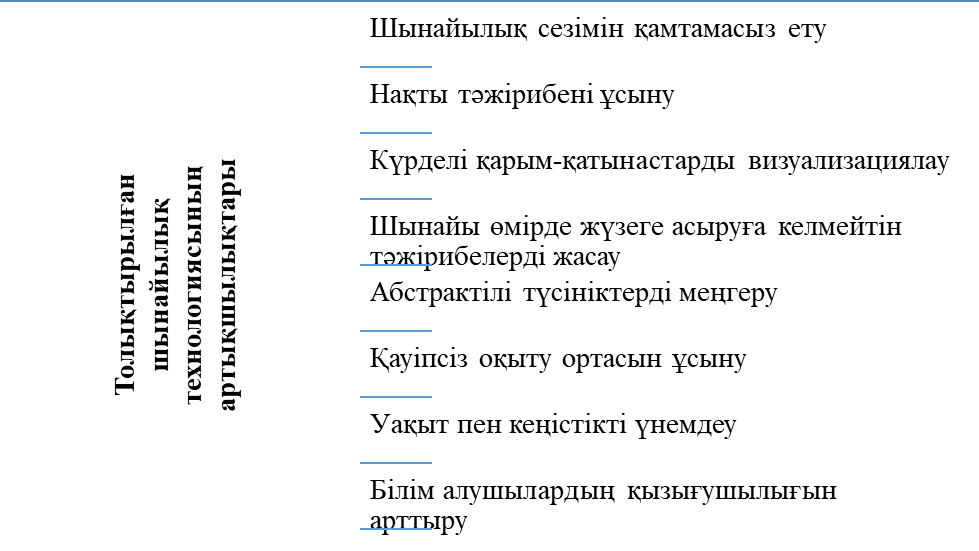 Толықтырылған
шынайылық
технологиясының
артықшылықтары
Шынайылық сезімін қамтамасыз ету
Нақты тәжірибені ұсыну
Күрделі қарым-қатынастарды визуализациялау
Шынайы өмірде жүзеге асыруға келмейтін
тәжірибелерді жасау
Абстрактілі түсініктерді меңгеру
Қауіпсіз оқыту ортасын ұсыну
Уақыт пен кеңістікті үнемдеу
Білім алушылардың қызығушылығын
арттыру